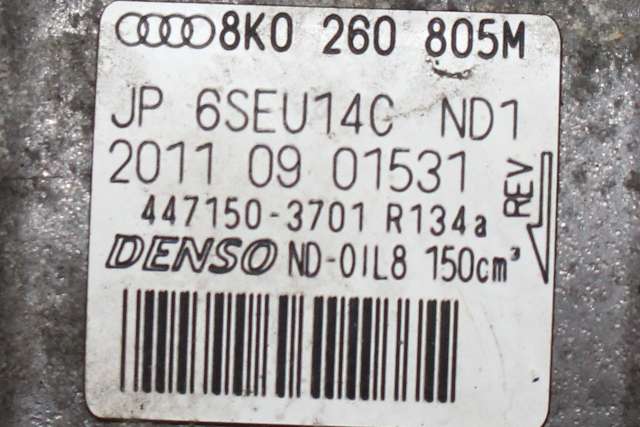 8K0 260 805M
JP 6SEU14C ND1
2011 09 01531
447150-3701 R134a
REV
DENSO ND-OIL8 150cm³